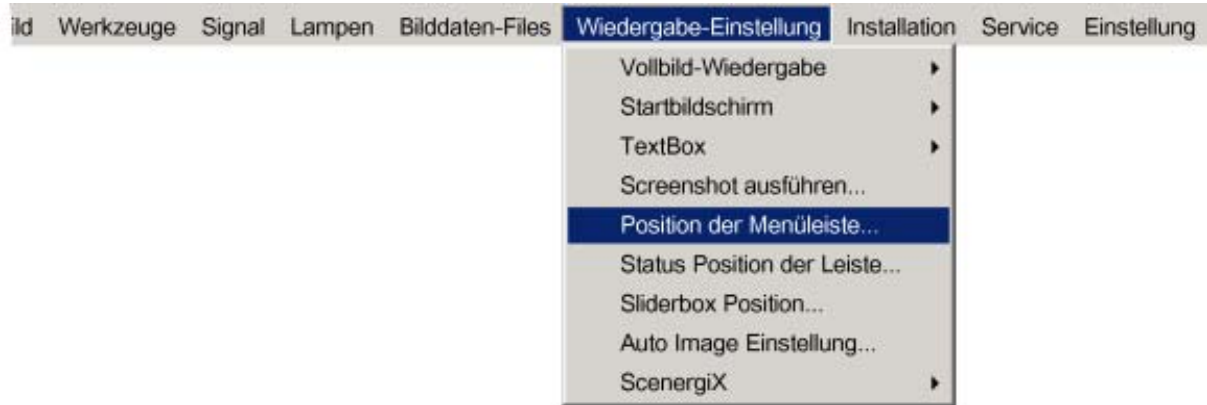 ild Werkzeuge Signal Lampen Bilddaten-Files Wiedergabe-Einstellung Installation Service Einstellung
Vollbild-Wiedergabe
Startbildschirm
TextBox
Screenshot ausführen...
Position der Menüleiste...
Status Position der Leiste...
Sliderbox Position...
Auto Image Einstellung...
ScenergiX